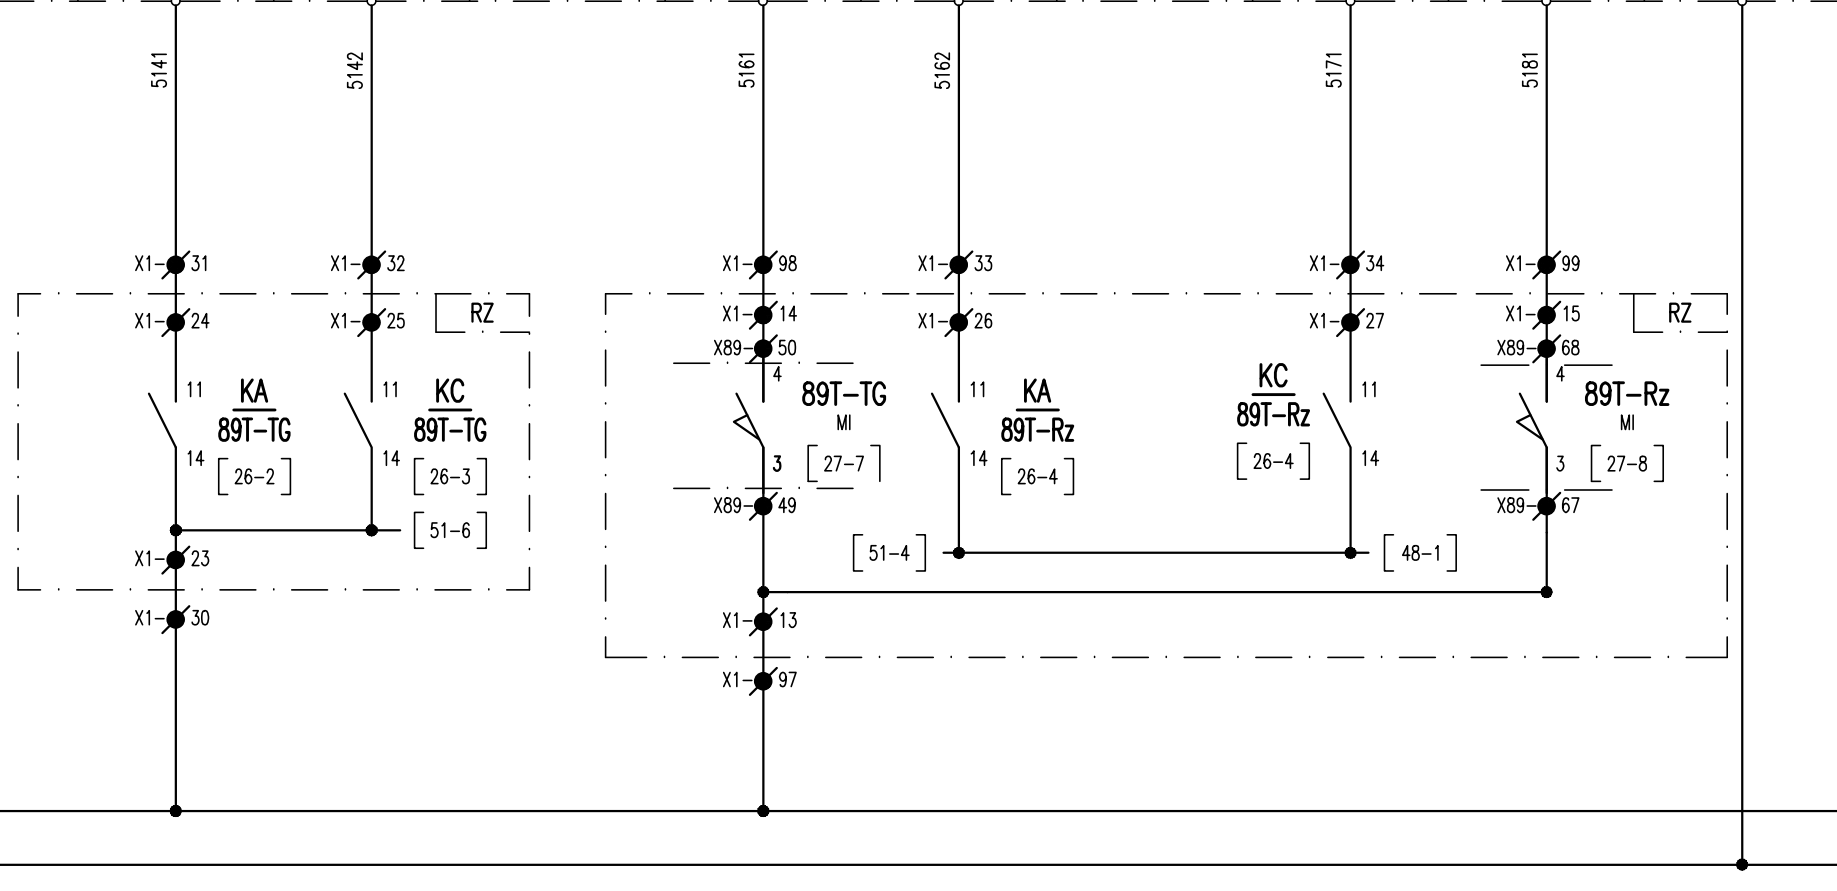 5141
5142
5161
5162
5171
5181
X1- 31
X1- 32
X1- 98
X1- 33
X1- 34
X1- 99
X1- 24
X1- 25
RZ
X1- 14
X1- 26
X1- 27
X1- 15
RZ
X89- 50
X89- 68
11
KA
89T-TG
14
[26-2]
11
KC
89T-TG
14
[26-3]
4
89T-TG
MI
3
[27-7]
11
KA
89T-Rz
14
[26-4]
KC
89T-Rz
[26-4]
11
14
4
89T-Rz
MI
3
[27-8]
X89- 49
X89- 67
[51-6]
[51-4]
[48-1]
X1- 23
X1- 30
X1- 13
X1- 97